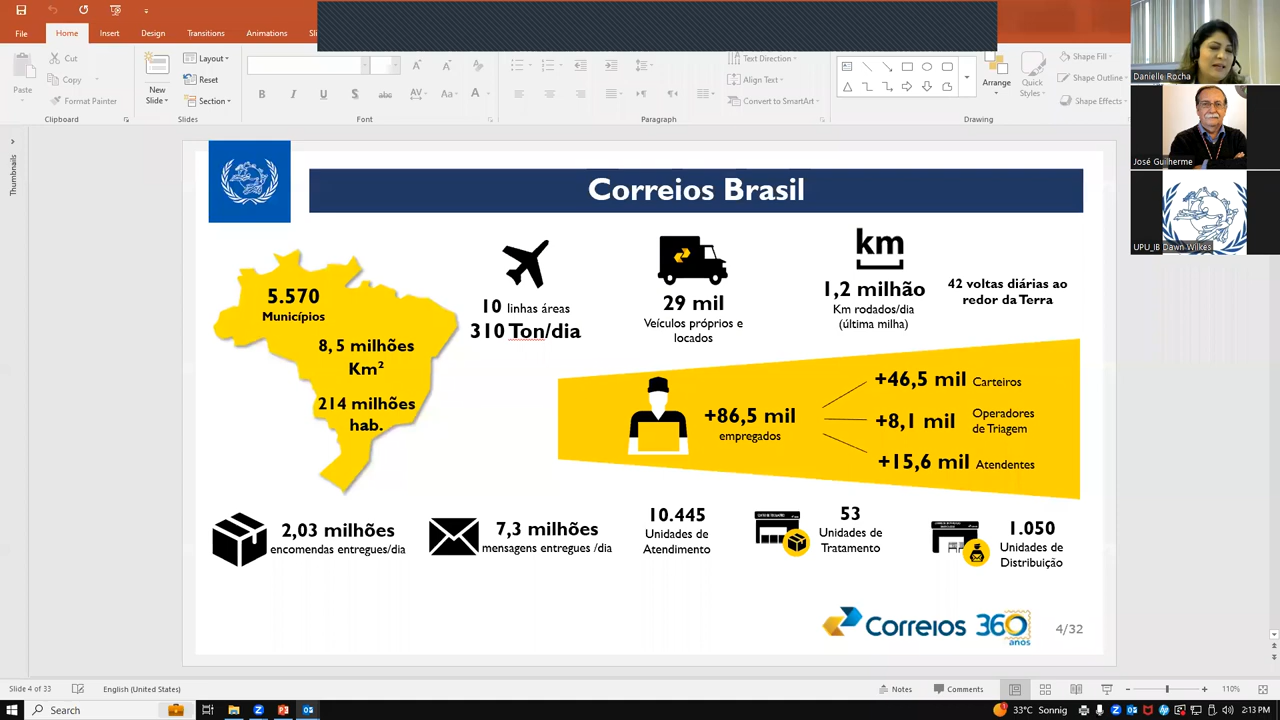 File
Home
Insert
Design
Transitions
Animations
Cut
Copy
Format Painter
Paste
Clipboard
New
Slide
Layout
Reset
Section
Slides
B I U S abc AV Aa A
Font
Text Direction
Align Text
Convert to SmartArt
Paragraph
Arrange
Quick
Styles
Shape Fill
Shape Outline
Shape Effects
Drawing
Danielle Rocha
José Guilherme
UPU_IB Dawn Wilkes
Thumbnails
Correios Brasil
5.570
Municípios
8, 5 milhões
Km²
214 milhões
hab.
10 linhas áreas
310 Ton/dia
29 mil
Veículos próprios e
locados
km
1,2 milhão
Km rodados/dia
(última milha)
42 voltas diárias ao
redor da Terra
+86,5 mil
empregados
+46,5 mil Carteiros
+8,1 mil Operadores
de Triagem
+15,6 mil Atendentes
2,03 milhões
encomendas entregues/dia
7,3 milhões
mensagens entregues /dia
10.445
Unidades de
Atendimento
53
Unidades de
Tratamento
1.050
Unidades de
Distribuição
Correios 360
anos
4/32
Slide 4 of 33
English (United States)
Notes
Comments
110%
Search
33°C Sonnig
2:13 PM